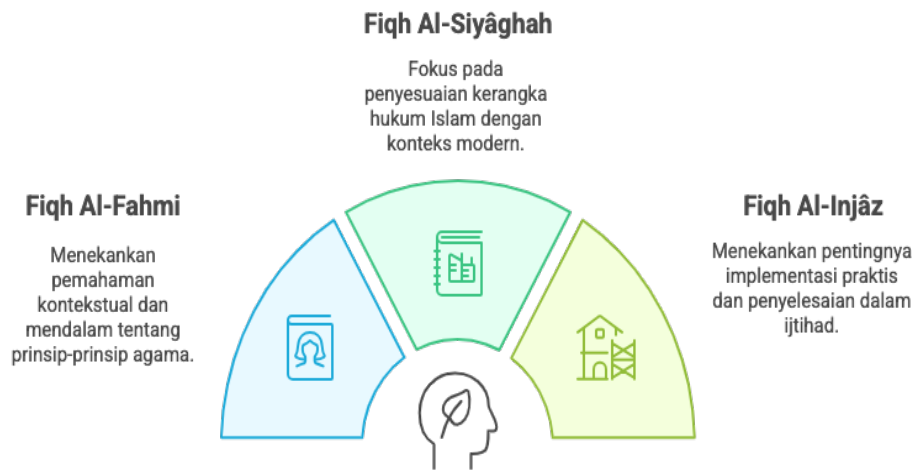 Fiqh Al-Siyâghah
Fokus pada
penyesuaian kerangka
hukum Islam dengan
konteks modern.
Fiqh Al-Fahmi
Menekankan
pemahaman
kontekstual dan
mendalam tentang
prinsip-prinsip agama.
Fiqh Al-Injâz
Menekankan pentingnya
implementasi praktis
dan penyelesaian dalam
ijtihad.